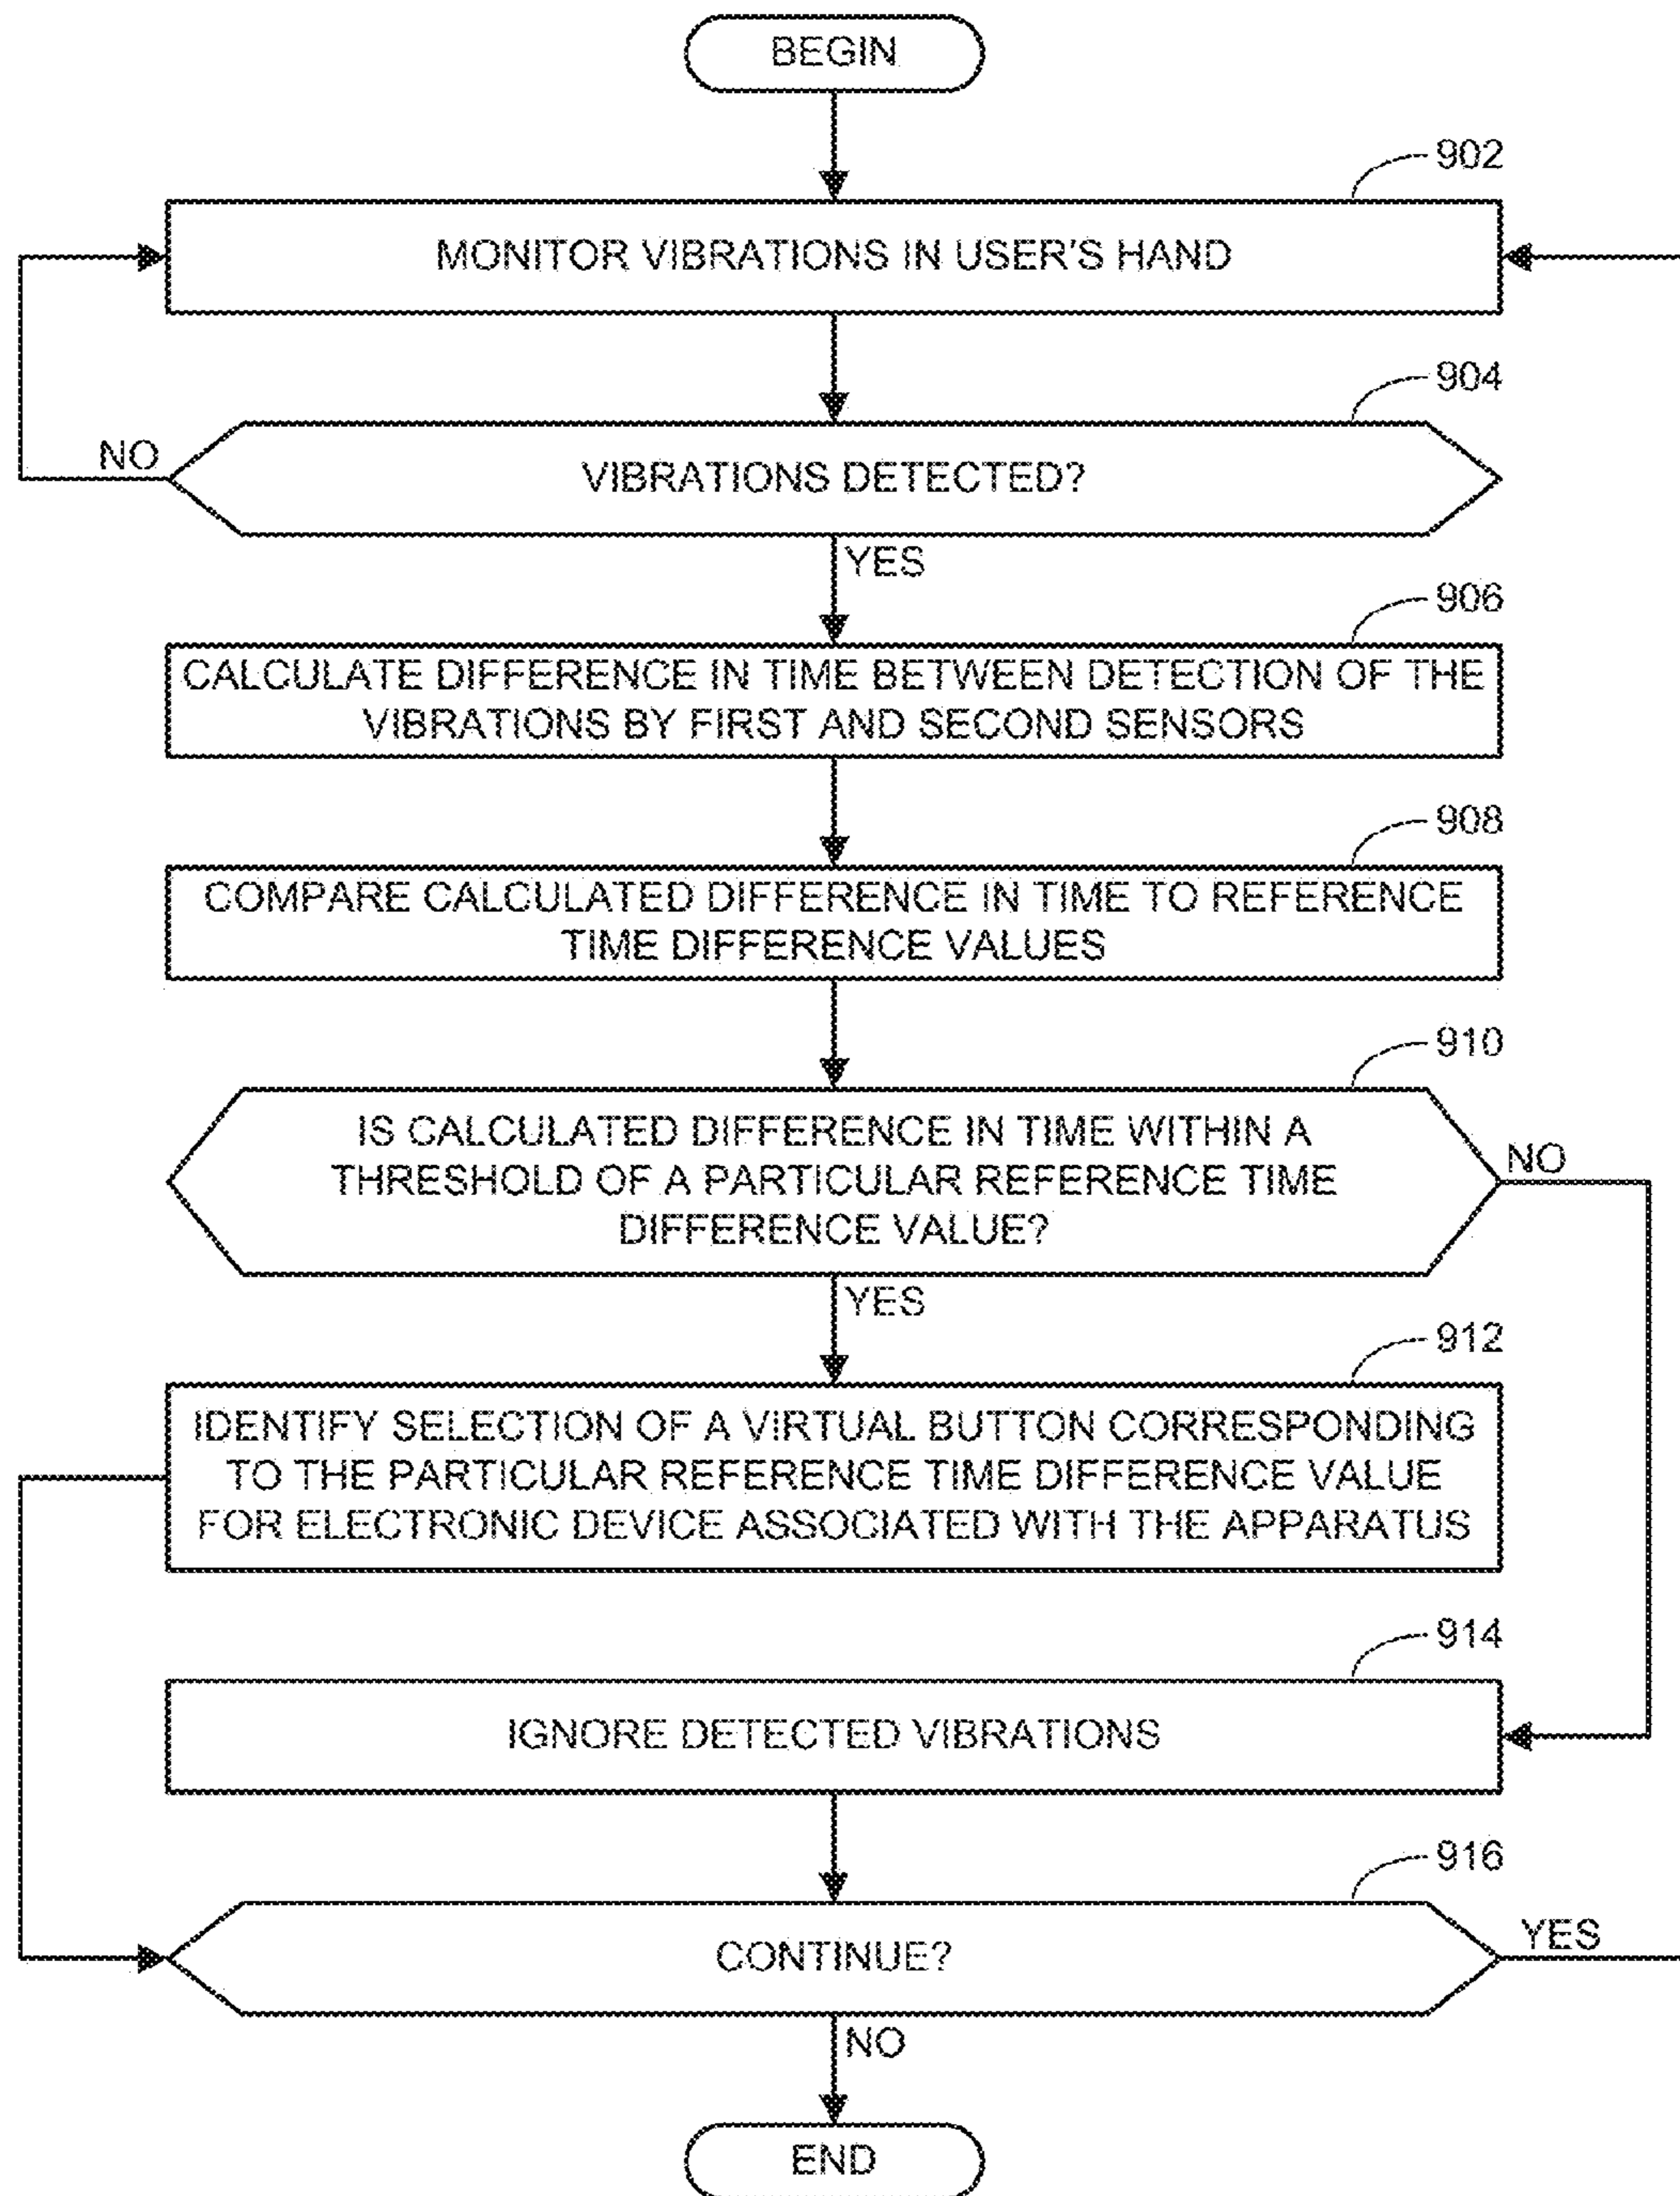 BEGIN
902
MONITOR VIBRATIONS IN USER'S HAND
904
VIBRATIONS DETECTED?
NO
YES
906
CALCULATE DIFFERENCE IN TIME BETWEEN DETECTION OF THE
VIBRATIONS BY FIRST AND SECOND SENSORS
908
COMPARE CALCULATED DIFFERENCE IN TIME TO REFERENCE
TIME DIFFERENCE VALUES
910
IS CALCULATED DIFFERENCE IN TIME WITHIN A
THRESHOLD OF A PARTICULAR REFERENCE TIME
DIFFERENCE VALUE?
NO
YES
912
IDENTIFY SELECTION OF A VIRTUAL BUTTON CORRESPONDING
TO THE PARTICULAR REFERENCE TIME DIFFERENCE VALUE
FOR ELECTRONIC DEVICE ASSOCIATED WITH THE APPARATUS
914
IGNORE DETECTED VIBRATIONS
916
CONTINUE?
YES
NO
END